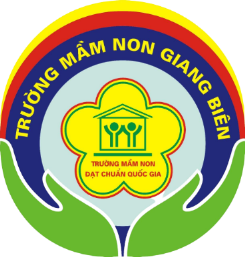 TRƯỜNG MẦM NON GIANG BIÊN
TRƯỜNG MẦM NON
ĐẠT CHUẨN QUỐC GIA